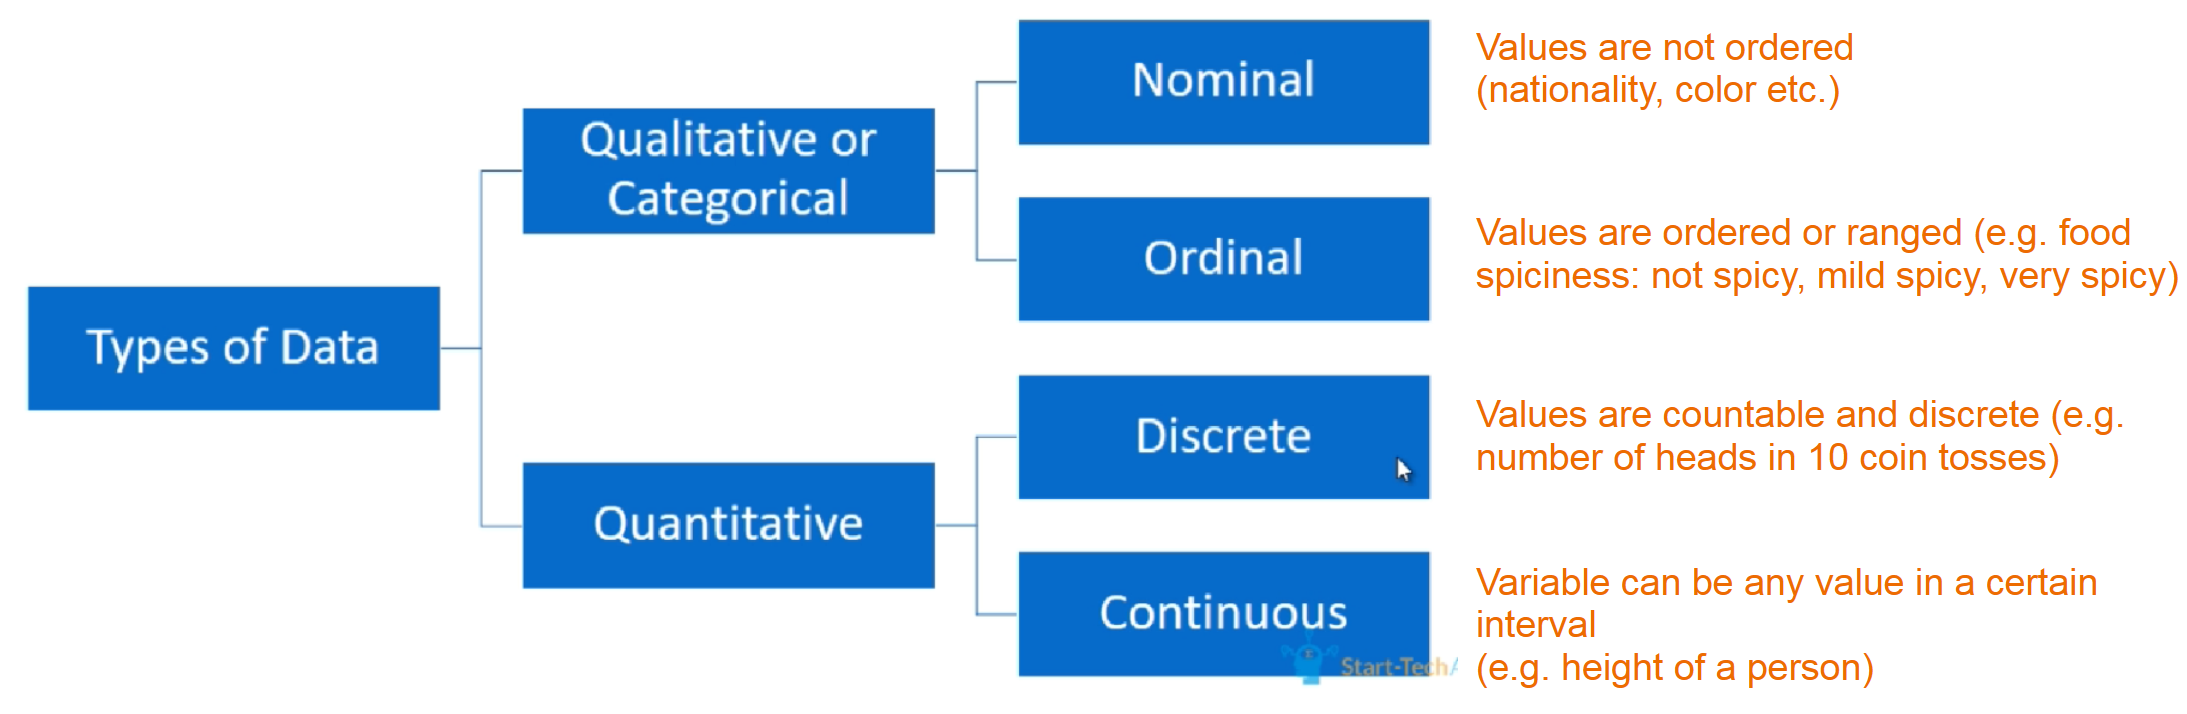 Types of Data
Qualitative or
Categorical
Quantitative
Nominal
Values are not ordered
(nationality, color etc.)
Ordinal
Values are ordered or ranged (e.g. food
spiciness: not spicy, mild spicy, very spicy)
Discrete
Values are countable and discrete (e.g.
number of heads in 10 coin tosses)
Continuous
Variable can be any value in a certain
interval
(e.g. height of a person)
Start-Tech